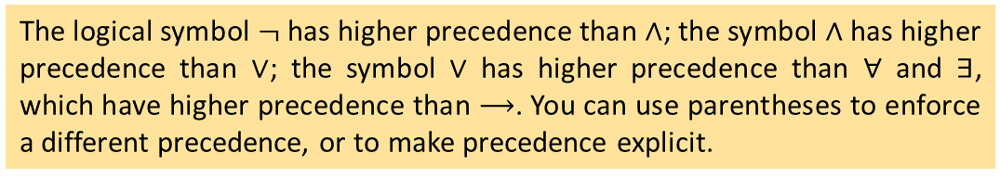 The logical symbol ¬ has higher precedence than ∧; the symbol ∧ has higher
precedence than ∨; the symbol ∨ has higher precedence than ∀ and ∃,
which have higher precedence than ⟶. You can use parentheses to enforce
a different precedence, or to make precedence explicit.